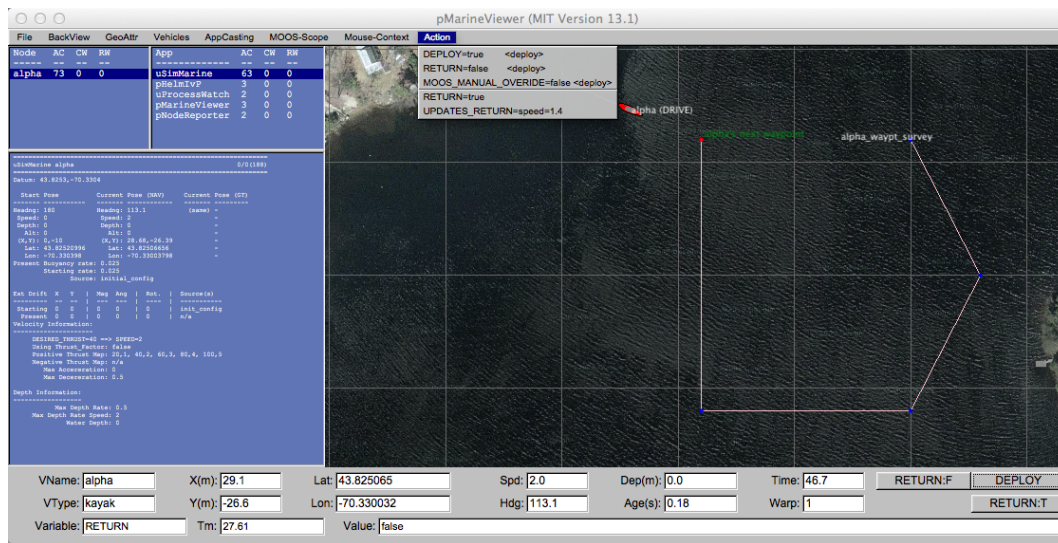 pMarineViewer (MIT Version 13.1)
File BackView GeoAttr Vehicles AppCasting MOOS-Scope Mouse-Context Action
Node AC CW RW
----- -- -- --
alpha 73 0 0
App AC CW RW
--- -- -- --
uSimMarine 63 0 0
pHelmIvP 3 0 0
uProcessWatch 2 0 0
pMarineViewer 3 0 0
pNodeReporter 2 0 0
DEPLOY=true <deploy>
RETURN=false <deploy>
MOOS_MANUAL_OVERIDE=false <deploy>
RETURN=true
UPDATES_RETURN=speed=1.4
alpha (DRIVE)
alpha's next waypoint
alpha_waypt_survey
uSimMarine alpha 0/0(188)
Datum: 43.8253,-70.3304
Start Pose Current Pose (NAV) Current Pose (GT)
Headng: 180 Headng: 113.1 (same) -
Speed: 0 Speed: 2 -
Depth: 0 Depth: 0 -
Alt: 0 Alt: 0 -
(X,Y): 0,-10 (X,Y): 28.68,-26.39 -
Lat: 43.82520996 Lat: 43.82506656 -
Lon: -70.330398 Lon: -70.33003798 -
Present Buoyancy rate: 0.025
Starting rate: 0.025
Source: initial_config
Ext Drift X Y | Mag Ang | Rot. | Source(s)
Starting 0 0 | 0 0 | 0 | init_config
Present 0 0 | 0 0 | 0 | n/a
Velocity Information:
DESIRED_THRUST=40 ==> SPEED=2
Using Thrust_Factor: false
Positive Thrust Map: 20,1, 40,2, 60,3, 80,4, 100,5
Negative Thrust Map: n/a
Max Accereration: 0
Max Decereration: 0.5
Depth Information:
Max Depth Rate: 0.5
Max Depth Rate Speed: 2
Water Depth: 0
VName: alpha X(m): 29.1 Lat: 43.825065 Spd: 2.0 Dep(m): 0.0 Time: 46.7 RETURN:F DEPLOY
VType: kayak Y(m): -26.6 Lon: -70.330032 Hdg: 113.1 Age(s): 0.18 Warp: 1 RETURN:T
Variable: RETURN Tm: 27.61 Value: false